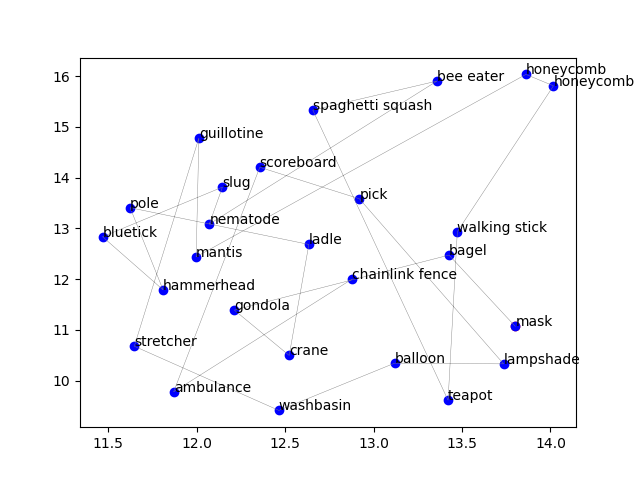 honeycomb
16
bee eater
honeycomb
spaghetti squash
15
guillotine
scoreboard
14
slug
pick
pole
13
nematode
walking stick
bluetick
ladle
mantis
bagel
12
chainlink fence
hammerhead
gondola
11
mask
stretcher
crane
balloon
lampshade
10
ambulance
teapot
washbasin
11.5 12.0 12.5 13.0 13.5 14.0